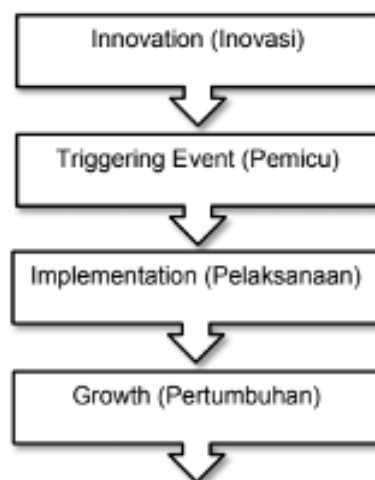 Innovation (Inovasi)
Triggering Event (Pemicu)
Implementation (Pelaksanaan)
Growth (Pertumbuhan)